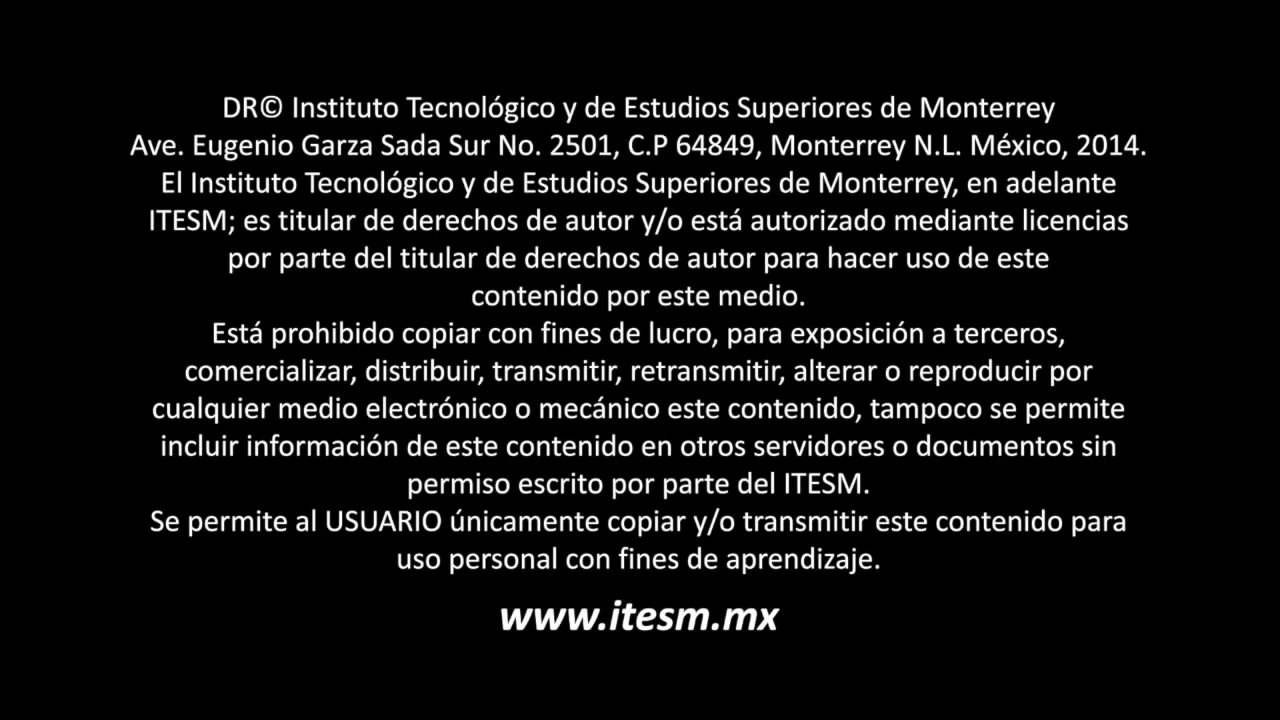 DR© Instituto Tecnológico y de Estudios Superiores de Monterrey
Ave. Eugenio Garza Sada Sur No. 2501, C.P 64849, Monterrey N.L. México, 2014.
El Instituto Tecnológico y de Estudios Superiores de Monterrey, en adelante
ITESM; es titular de derechos de autor y/o está autorizado mediante licencias
por parte del titular de derechos de autor para hacer uso de este
contenido por este medio.
Está prohibido copiar con fines de lucro, para exposición a terceros,
comercializar, distribuir, transmitir, retransmitir, alterar o reproducir por
cualquier medio electrónico o mecánico este contenido, tampoco se permite
incluir información de este contenido en otros servidores o documentos sin
permiso escrito por parte del ITESM.
Se permite al USUARIO únicamente copiar y/o transmitir este contenido para
uso personal con fines de aprendizaje.
www.itesm.mx